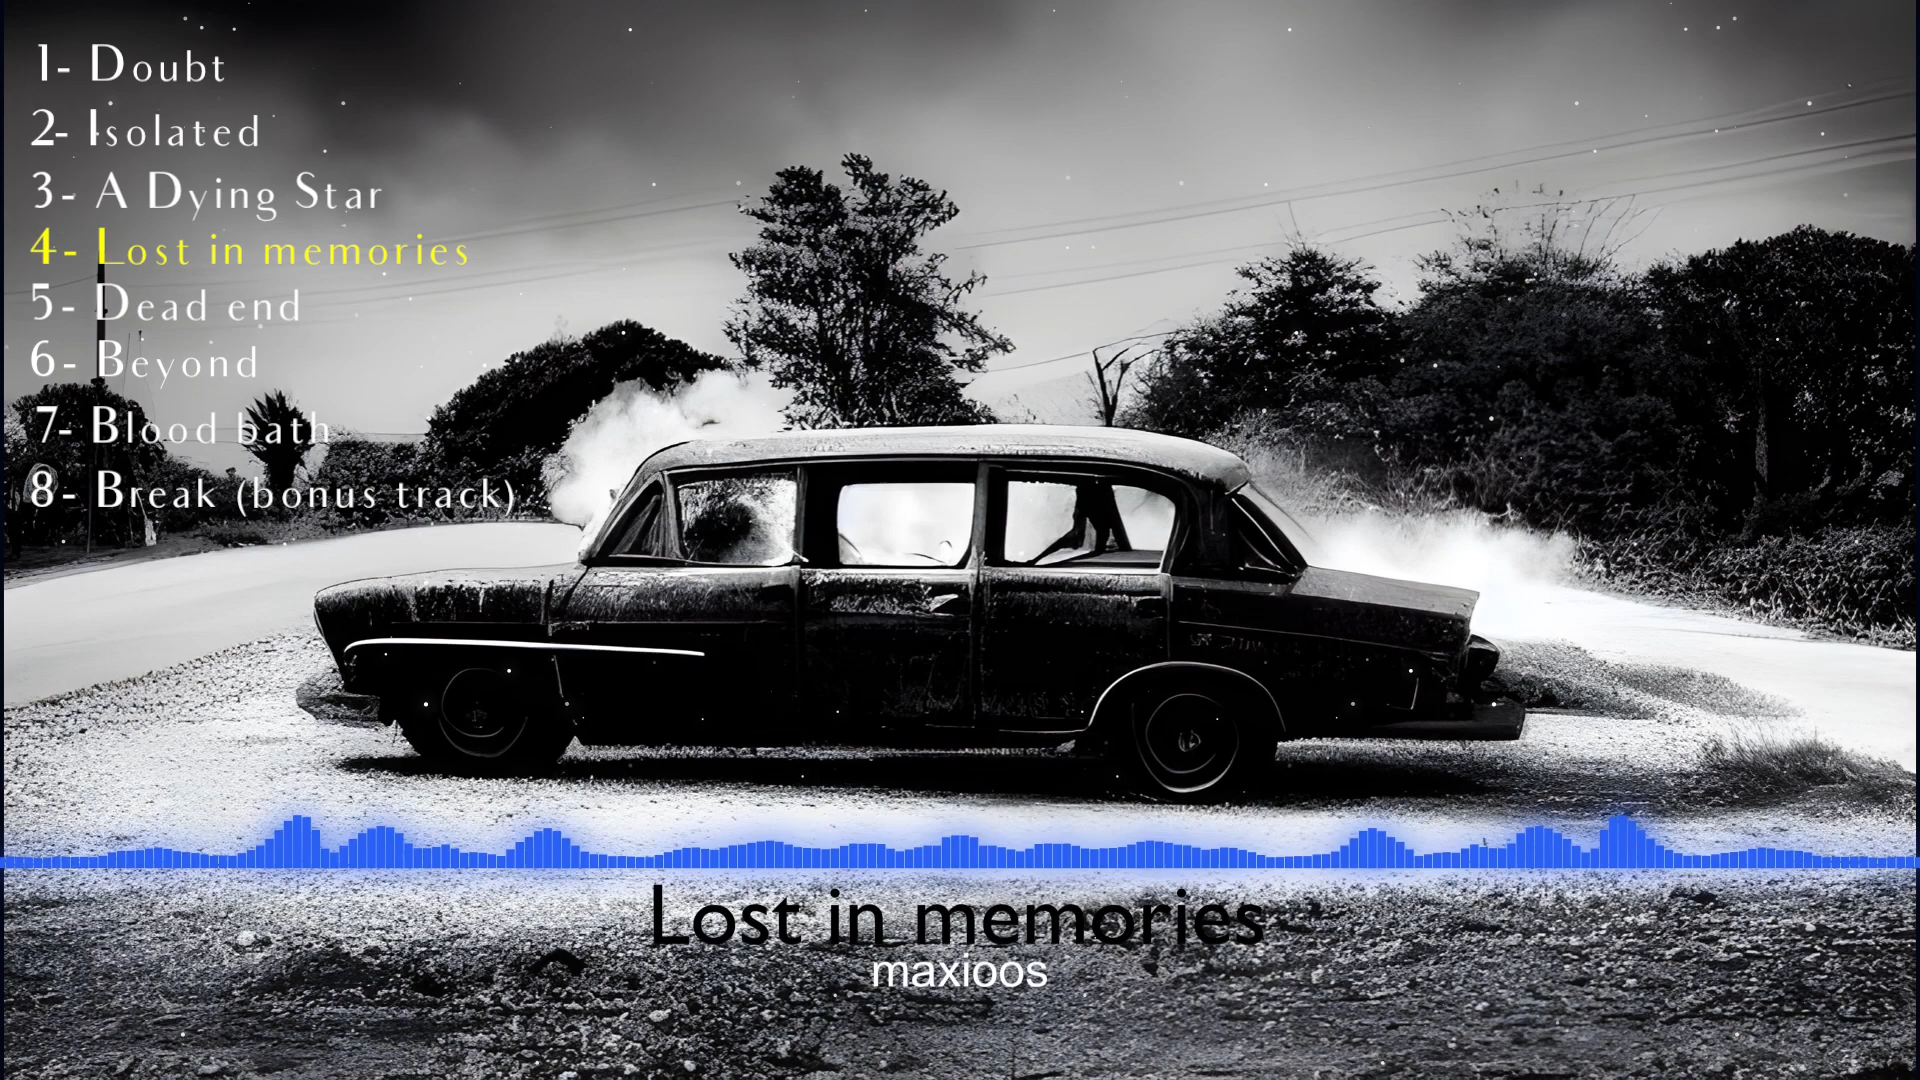 1- Doubt
2- Isolated
3- A Dying Star
4- Lost in memories
5- Dead end
6- Beyond
7- Blood bath
8- Break (bonus track)
Lost in memories
maxioos